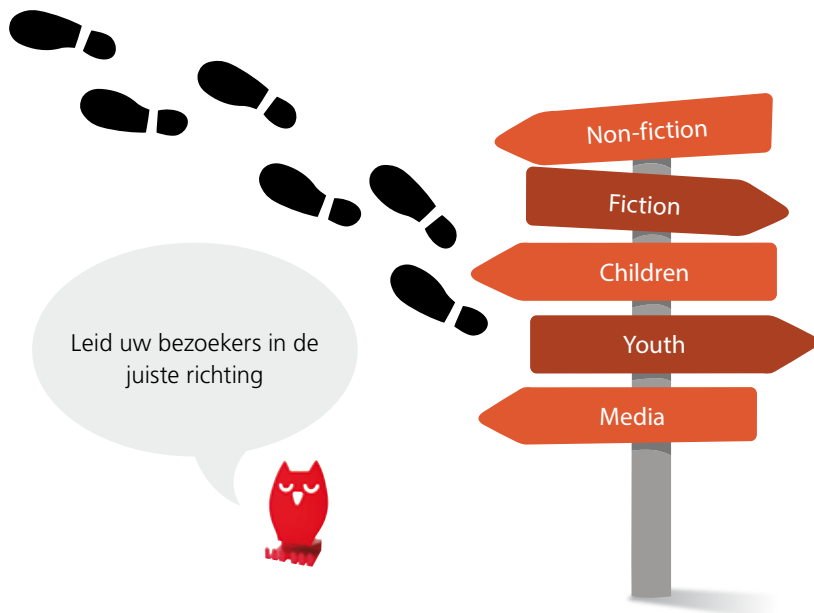 Non-fiction
Fiction
Children
Youth
Media
Leid uw bezoekers in de
juiste richting